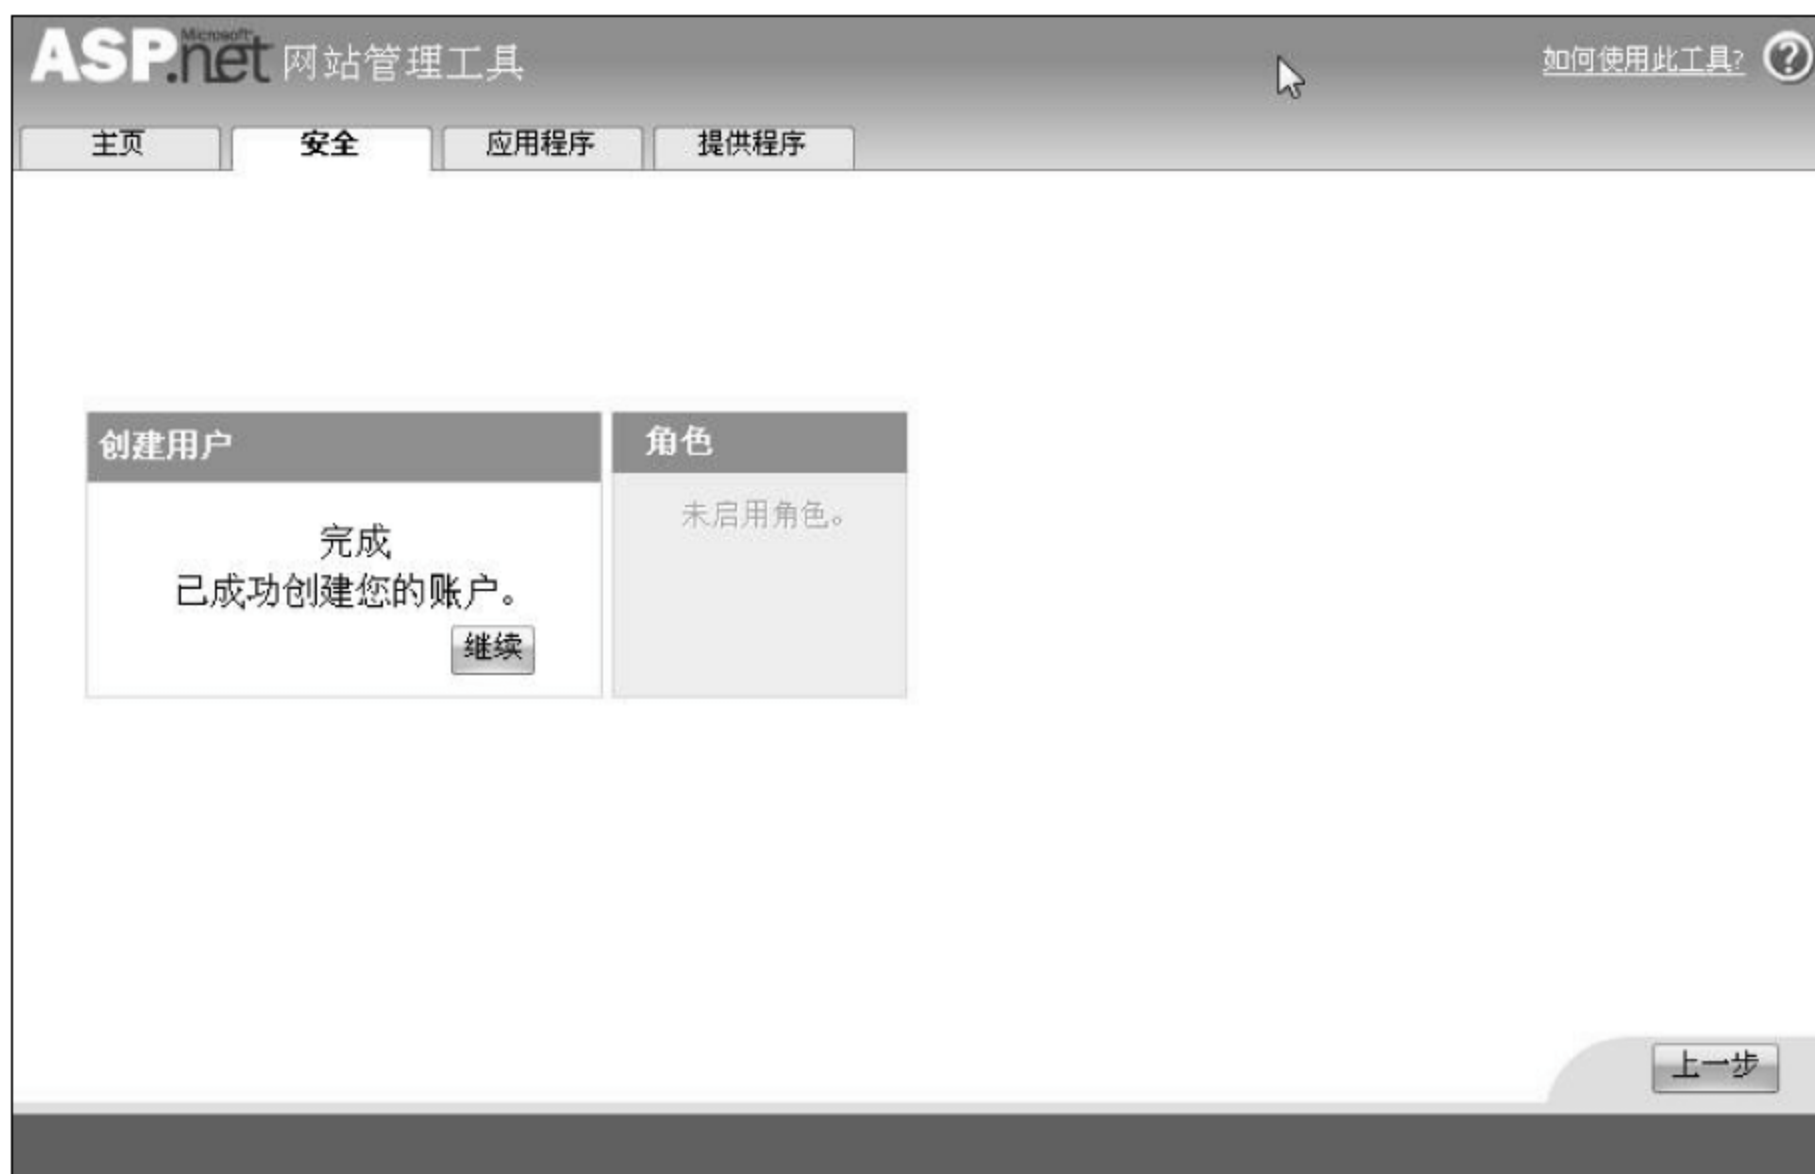 ASP.net Microsoft 网站管理工具
如何使用此工具? ?
主页 安全 应用程序 提供程序
创建用户
角色
完成
已成功创建您的账户。
继续
未启用角色。
上一步